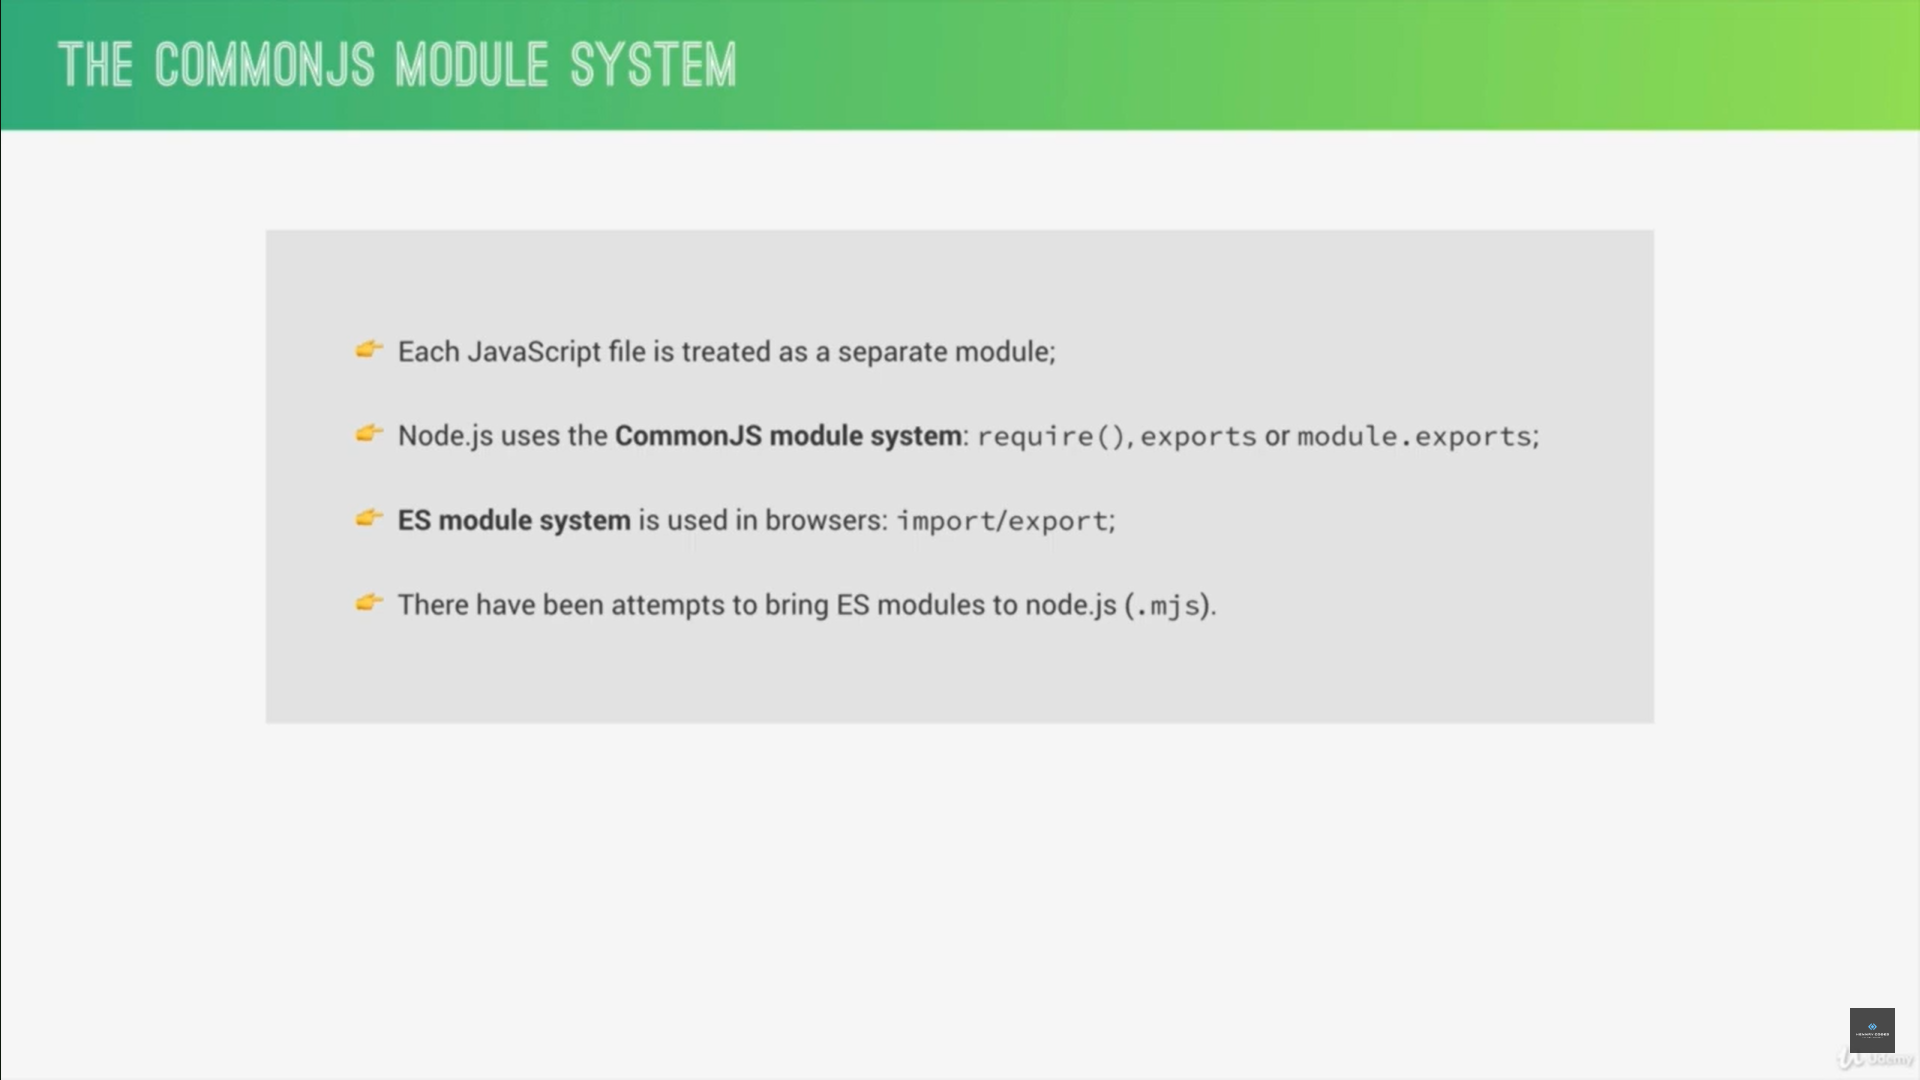 THE COMMONJS MODULE SYSTEM
Each JavaScript file is treated as a separate module;
Node.js uses the CommonJS module system: require(), exports or module.exports;
ES module system is used in browsers: import/export;
There have been attempts to bring ES modules to node.js (.mjs).
Udemy